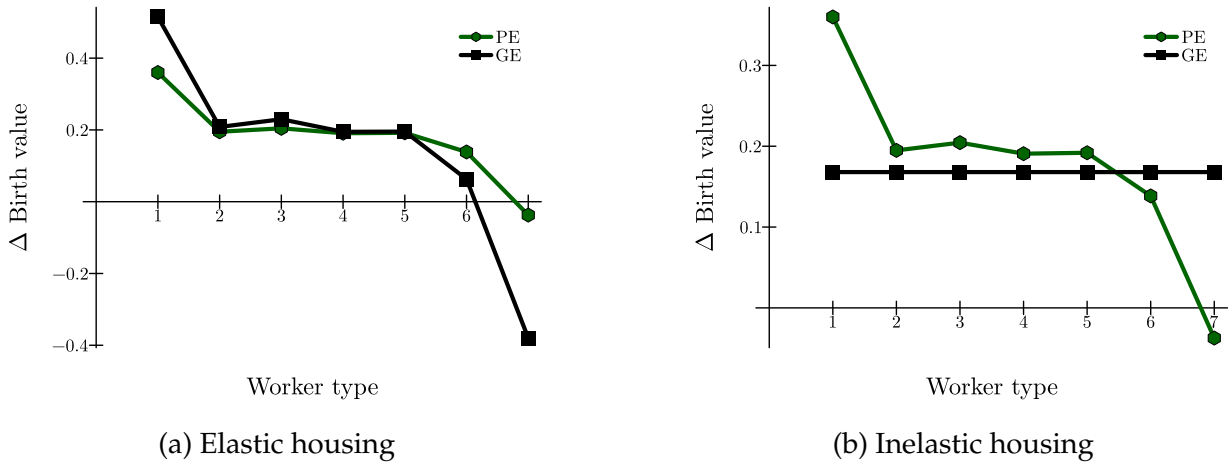 0.4
0.2
−0.2
−0.4
1 2 3 4 5 6
Δ Birth value
Worker type
PE
GE
(a) Elastic housing
0.3
0.2
0.1
1 2 3 4 5 6 7
Δ Birth value
Worker type
PE
GE
(b) Inelastic housing